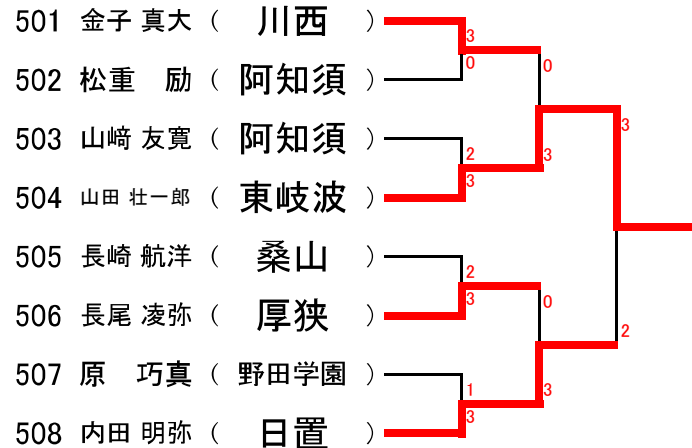 501 金子 真大 ( 川西 )
3
0
0
502 松重 励 ( 阿知須 )
3
503 山﨑 友寛 ( 阿知須 )
2
3
3
504 山田 壮一郎 ( 東岐波 )
505 長崎 航洋 ( 桑山 )
2
3
0
506 長尾 凌弥 ( 厚狭 )
2
507 原 巧真 ( 野田学園 )
1
3
3
508 内田 明弥 ( 日置 )